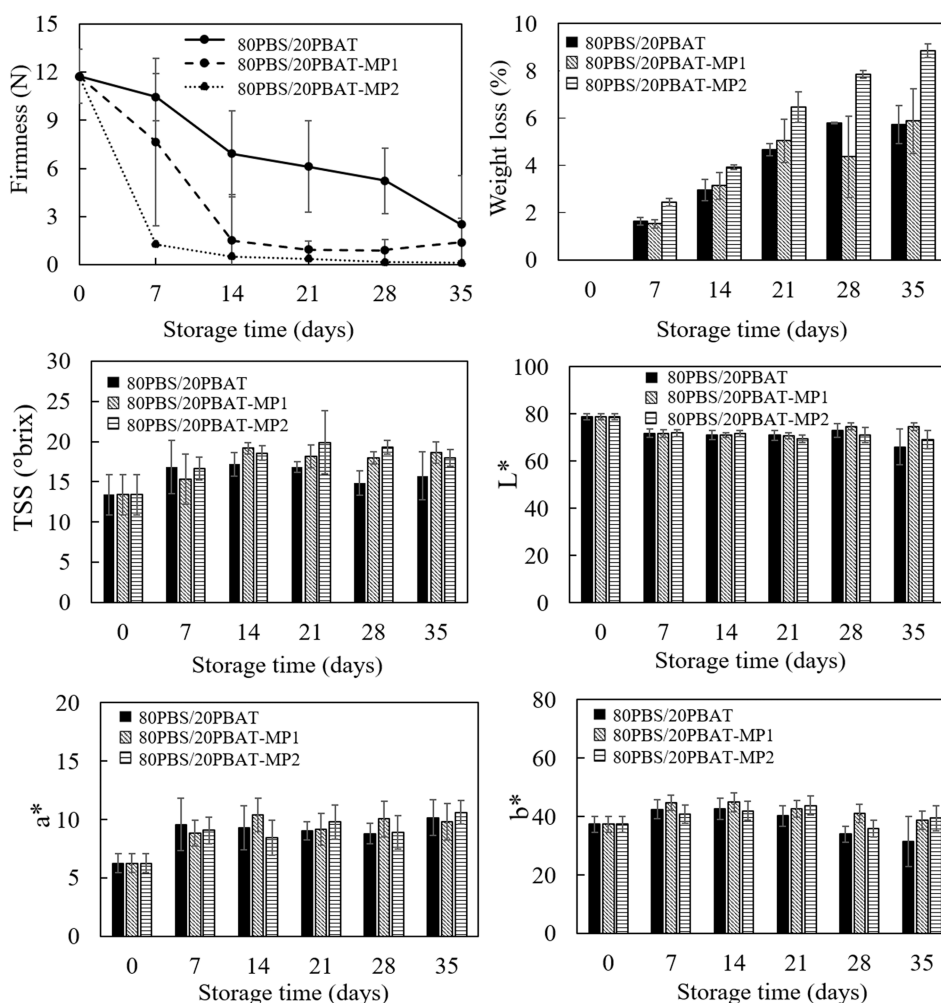 15
12
9
6
3
0
Firmness (N)
80PBS/20PBAT
80PBS/20PBAT-MP1
80PBS/20PBAT-MP2
0 7 14 21 28 35
Storage time (days)
10
8
6
4
2
0
Weight loss (%)
80PBS/20PBAT
80PBS/20PBAT-MP1
80PBS/20PBAT-MP2
0 7 14 21 28 35
Storage time (days)
30
25
20
15
10
5
0
TSS (°brix)
80PBS/20PBAT
80PBS/20PBAT-MP1
80PBS/20PBAT-MP2
0 7 14 21 28 35
Storage time (days)
100
80
60
40
20
0
L*
80PBS/20PBAT
80PBS/20PBAT-MP1
80PBS/20PBAT-MP2
0 7 14 21 28 35
Storage time (days)
20
15
10
5
0
a*
80PBS/20PBAT
80PBS/20PBAT-MP1
80PBS/20PBAT-MP2
0 7 14 21 28 35
Storage time (days)
80
60
40
20
0
b*
80PBS/20PBAT
80PBS/20PBAT-MP1
80PBS/20PBAT-MP2
0 7 14 21 28 35
Storage time (days)